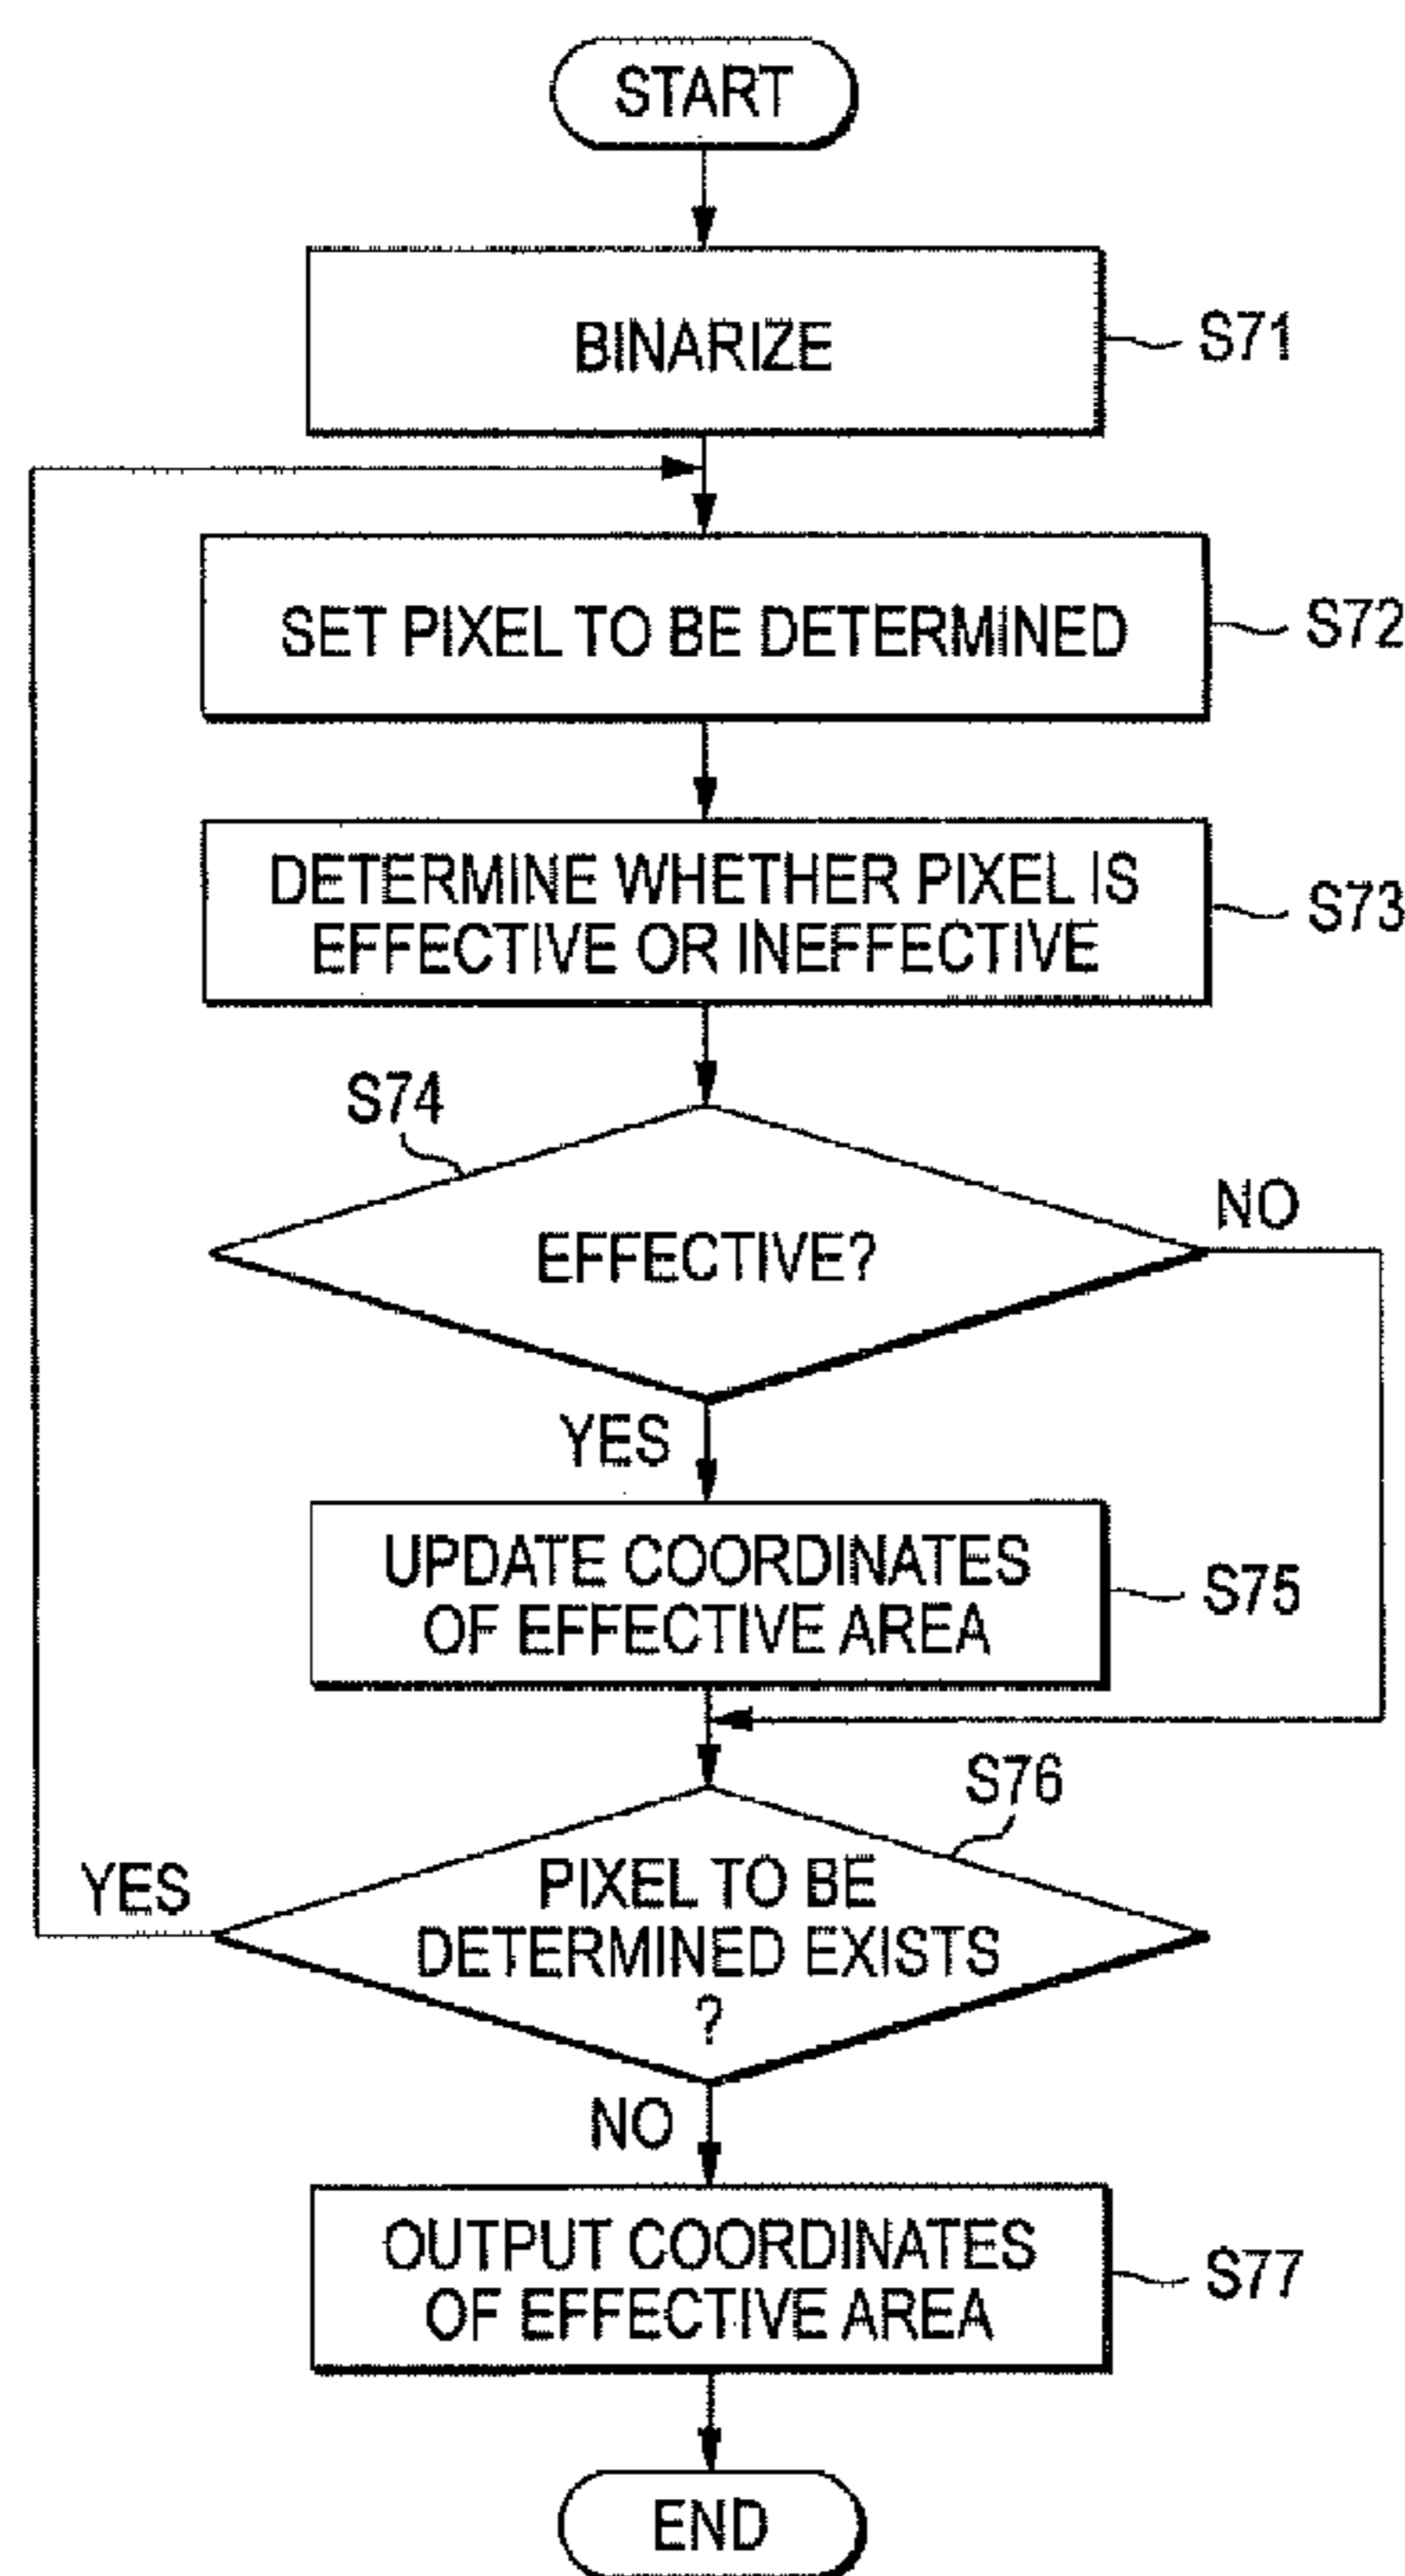 START
BINARIZE
S71
SET PIXEL TO BE DETERMINED
S72
DETERMINE WHETHER PIXEL IS
EFFECTIVE OR INEFFECTIVE
S73
S74
EFFECTIVE?
NO
YES
UPDATE COORDINATES
OF EFFECTIVE AREA
S75
S76
PIXEL TO BE
DETERMINED EXISTS
?
YES
NO
OUTPUT COORDINATES
OF EFFECTIVE AREA
S77
END